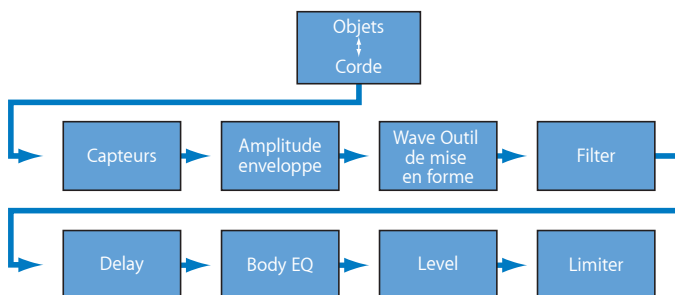 Objets
Corde
Capteurs
Amplitude
enveloppe
Wave Outil
de mise
en forme
Filter
Delay
Body EQ
Level
Limiter